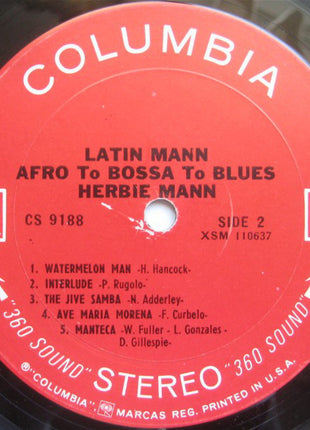 COLUMBIA
LATIN MANN
AFRO To BOSSA To BLUES
HERBIE MANN
CS 9188
SIDE 2
XSM 110637
1. WATERMELON MAN -H. Hancock-
2. INTERLUDE -P. Rugolo-
3. THE JIVE SAMBA -N. Adderley-
4. AVE MARIA MORENA -F. Curbelo-
5. MANTECA -W. Fuller - L. Gonzales -
D. Gillespie-
"360 SOUND" STEREO "360 SOUND"
® "COLUMBIA", MARCAS REG. PRINTED IN U.S.A.